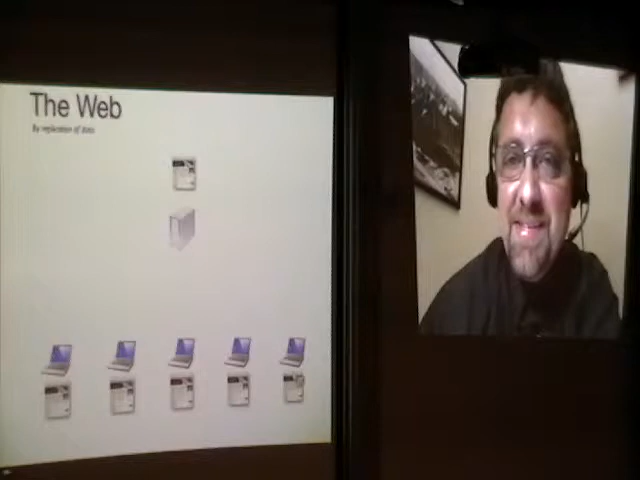 The Web
By replication of data